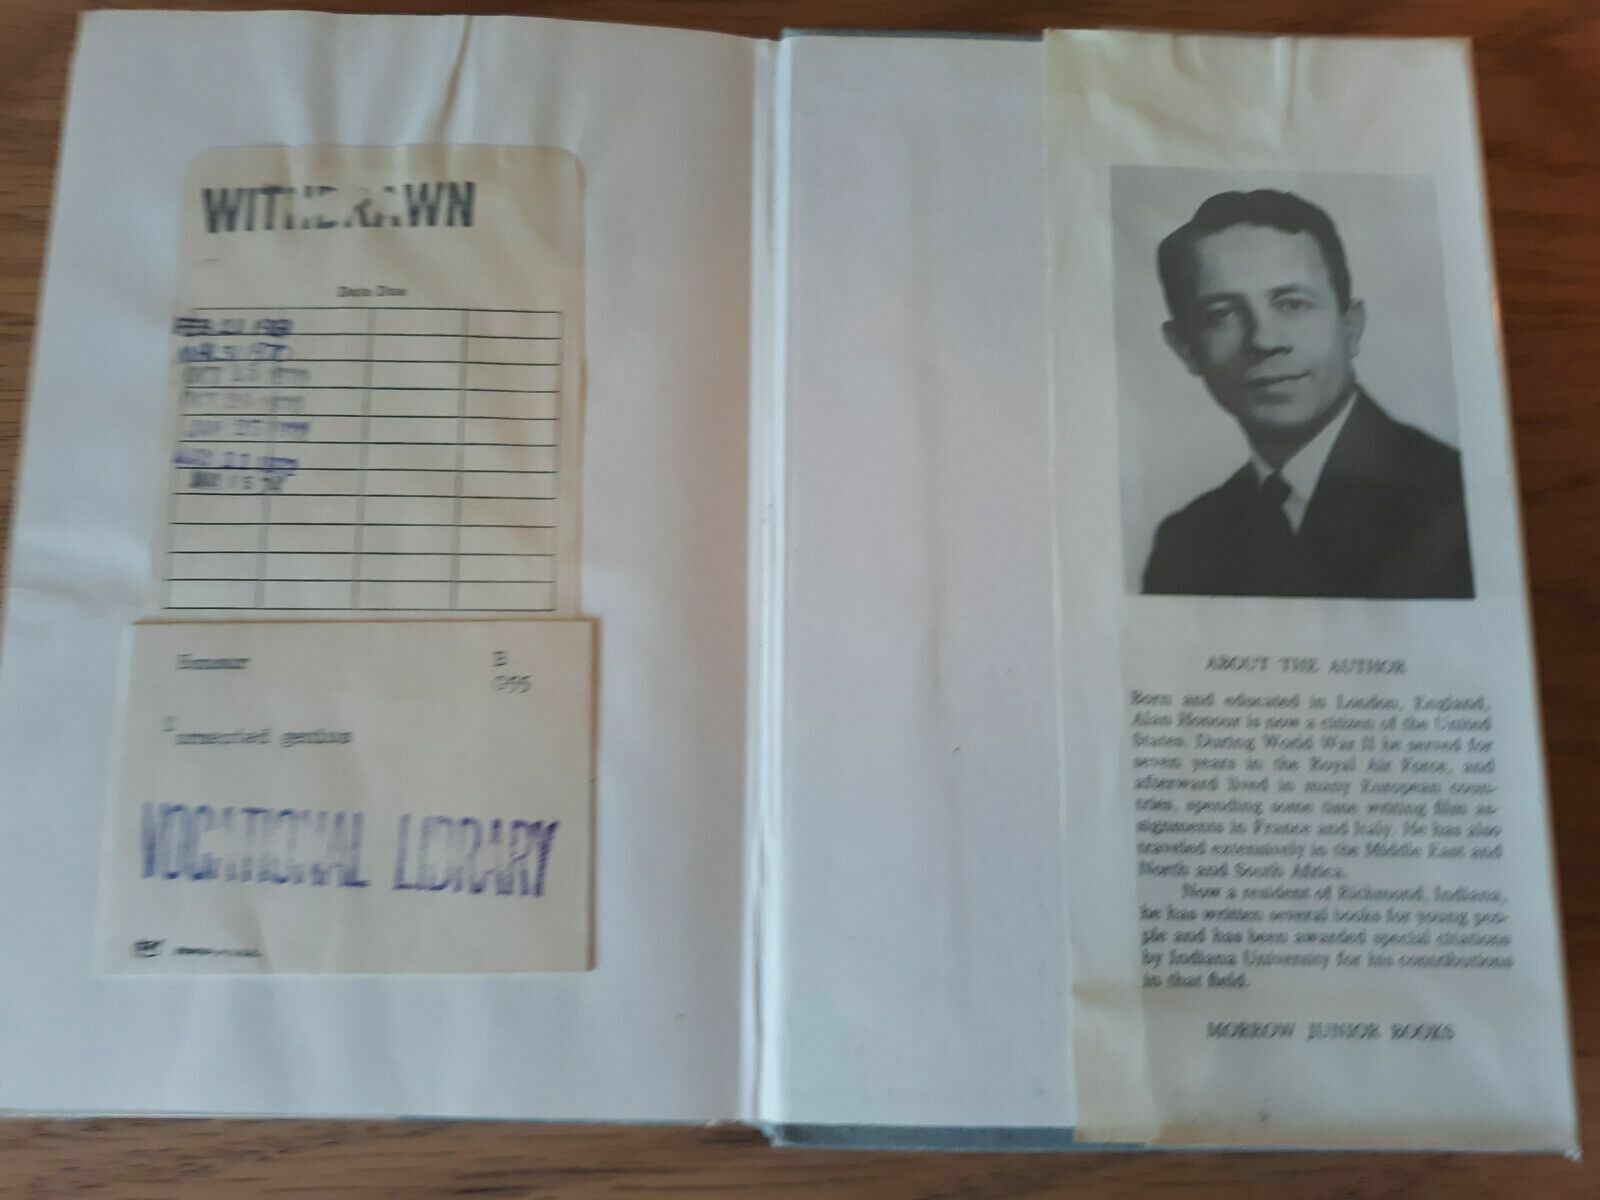 WITHDRAWN
Date Due
FEB
OCT 15
Honour B
umented genius
VOCATIONAL LIBRARY
ABOUT THE AUTHOR
Born and educated in London, England,
Alan Honour is now a citizen of the United
States. During World War II he served for
seven years in the Royal Air Force, and
afterward lived in many European coun-
tries, spending some time writing film as-
signments in France and Italy. He has also
traveled extensively in the Middle East and
North and South Africa.
Now a resident of Richmond, Indiana,
he has written several books for young peo-
ple and has been awarded special citations
by Indiana University for his contributions
in that field.
MORROW JUNIOR BOOKS